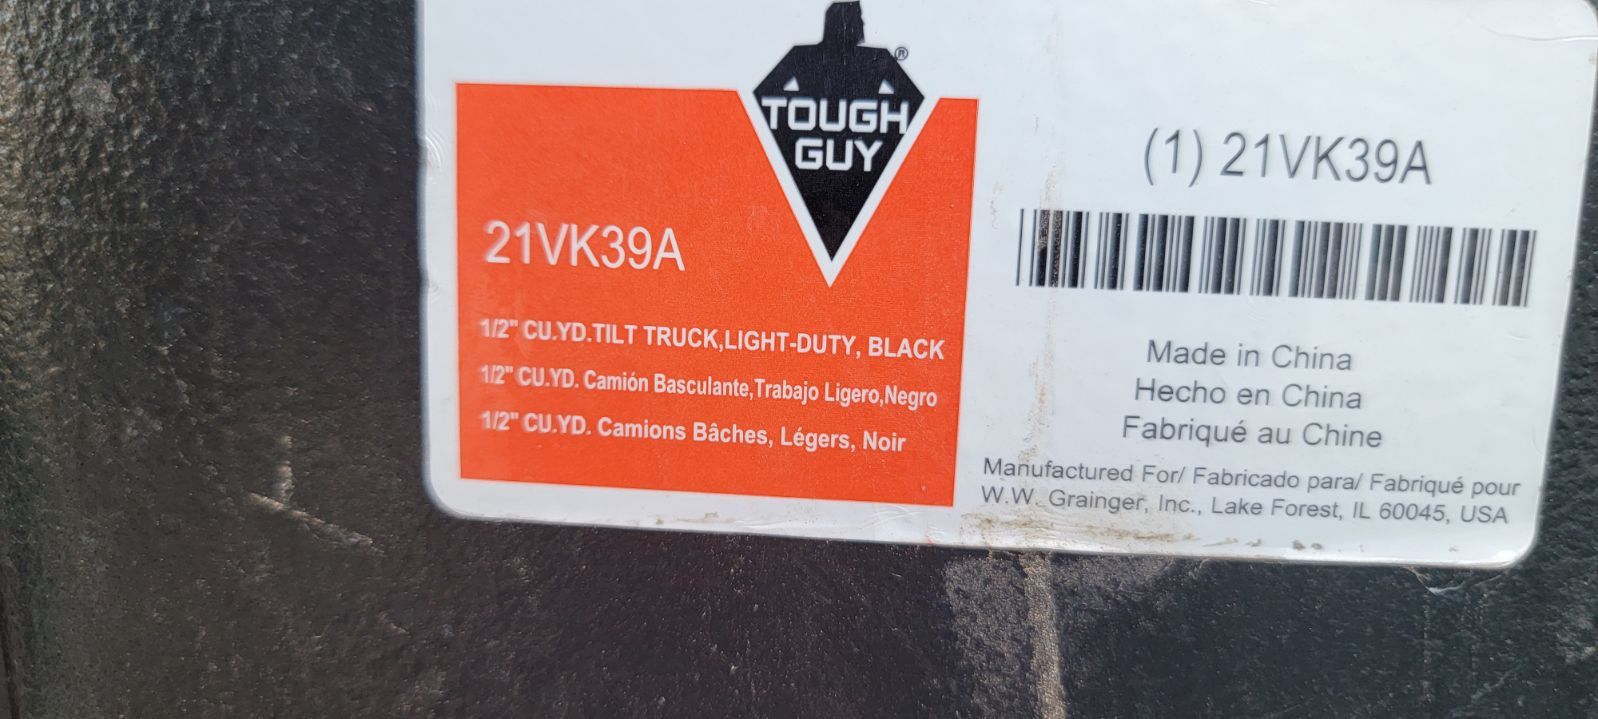 TOUGH
GUY
®
21VK39A
1/2" CU.YD.TILT TRUCK,LIGHT-DUTY, BLACK
1/2" CU.YD. Camión Basculante,Trabajo Ligero,Negro
1/2" CU.YD. Camions Bâches, Légers, Noir
(1) 21VK39A
Made in China
Hecho en China
Fabriqué au Chine
Manufactured For/ Fabricado para/ Fabriqué pour
W.W. Grainger, Inc., Lake Forest, IL 60045, USA